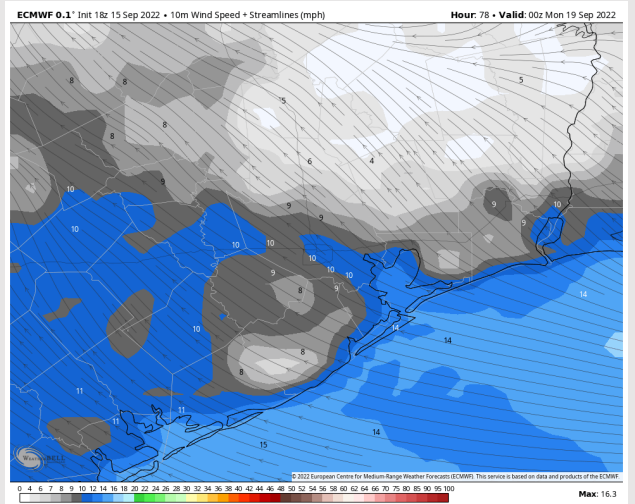 ECMWF 0.1° Init 18z 15 Sep 2022 • 10m Wind Speed + Streamlines (mph)
Hour: 78 • Valid: 00z Mon 19 Sep 2022
8 8 5 5
8 8
6 4
9
10 9 9 10
9 9
10
10 10
10
9 10 10
8 9 14
10 14
14
8
8
11
11 11
14
15
WeatherBELL
© 2022 European Centre for Medium-Range Weather Forecasts (ECMWF). This service is based on data and products of the ECMWF.
0 4 6 7 8 9 10 12 14 16 18 20 22 24 26 28 30 32 34 36 38 40 42 44 46 48 50 52 54 56 58 60 62 64 66 70 75 80 85 90 95 100
Max: 16.3